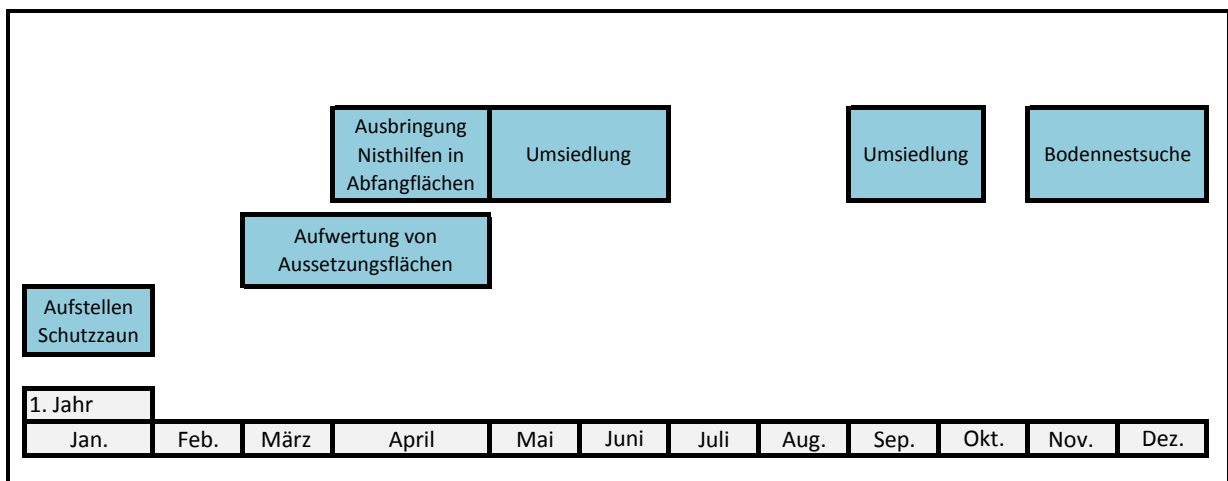 Ausbringung
Nisthilfen in
Abfangflächen
Umsiedlung
Umsiedlung
Bodennestsuche
Aufwertung von
Aussetzungsflächen
Aufstellen
Schutzzaun
1. Jahr
Jan. Feb. März April Mai Juni Juli Aug. Sep. Okt. Nov. Dez.